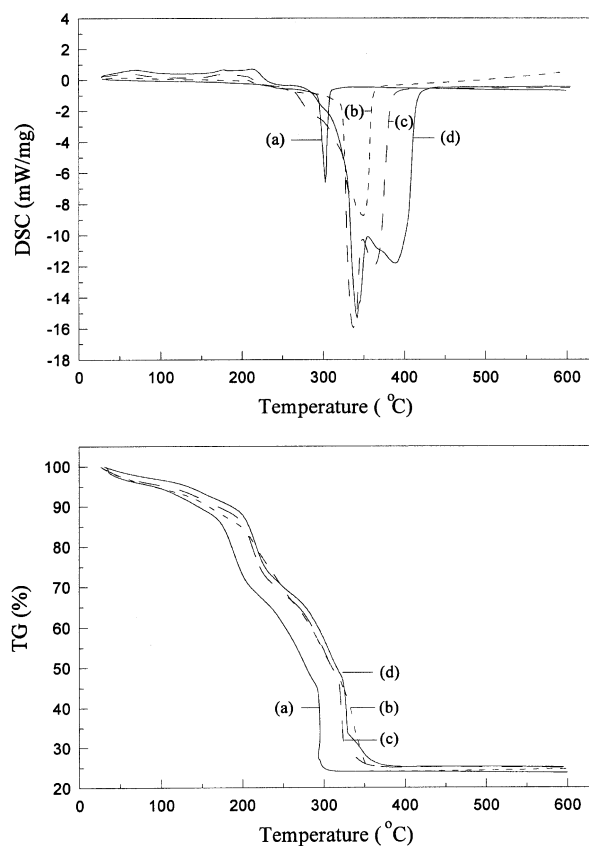 4
2
0
-2
-4
-6
-8
-10
-12
-14
-16
-18
DSC (mW/mg)
(a)
(b)
(c)
(d)
0 100 200 300 400 500 600
Temperature ( °C)
100
90
80
70
60
50
40
30
20
TG (%)
(d)
(a)
(b)
(c)
0 100 200 300 400 500 600
Temperature ( °C)